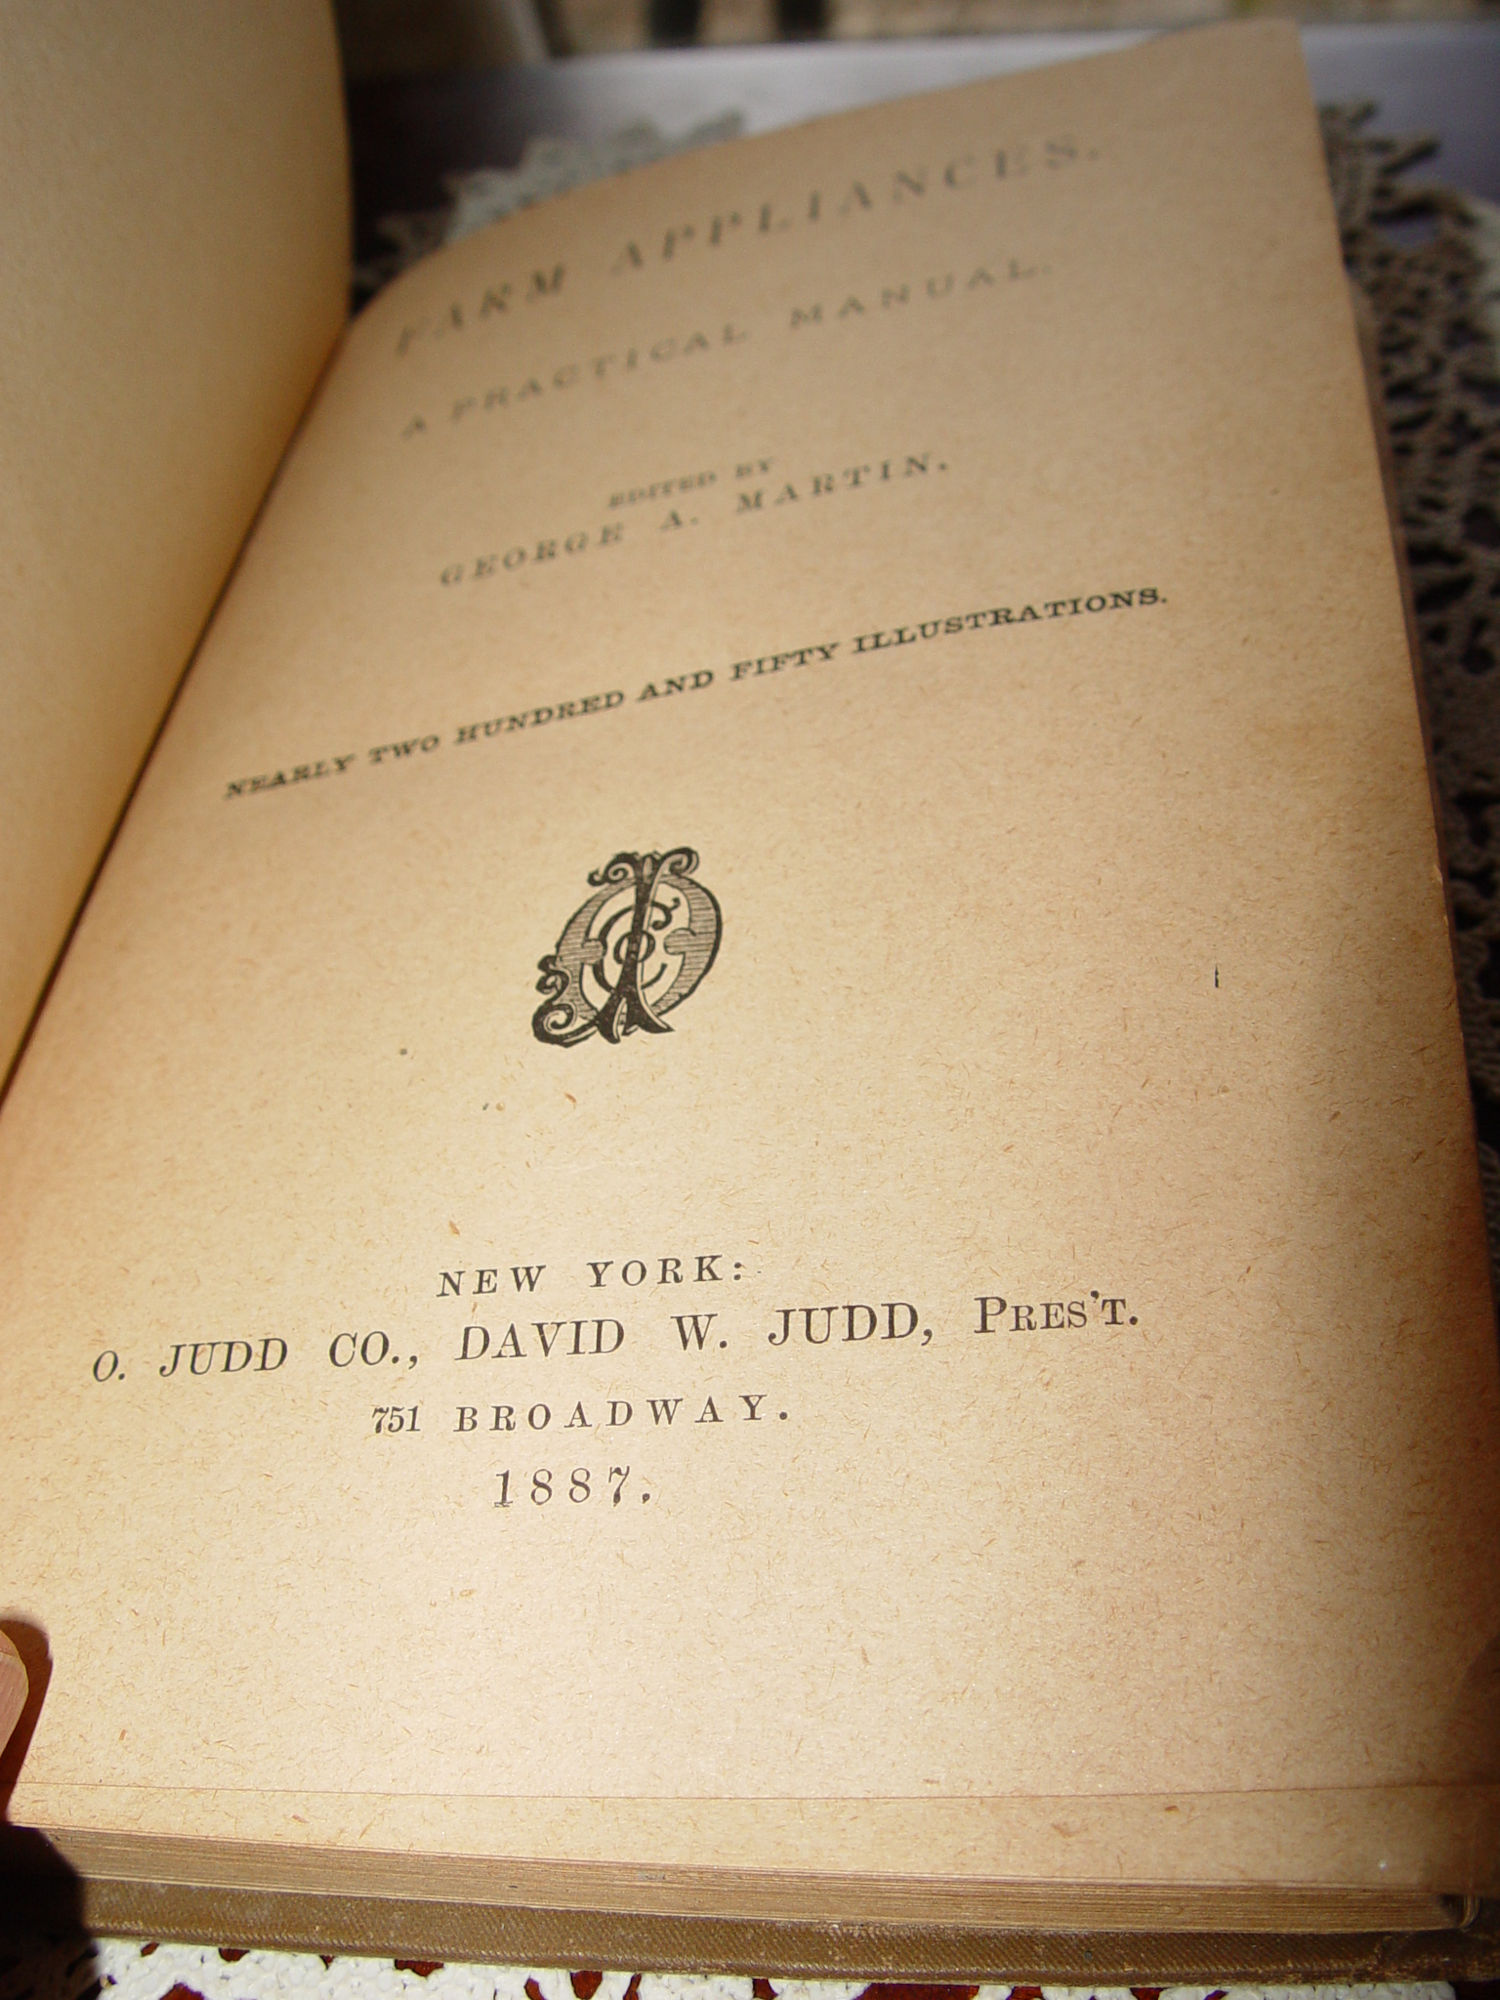 FARM APPLIANCES.
A PRACTICAL MANUAL.
EDITED BY
GEORGE A. MARTIN.
NEARLY TWO HUNDRED AND FIFTY ILLUSTRATIONS.
NEW YORK:
O. JUDD CO., DAVID W. JUDD, PRES'T.
751 BROADWAY.
1887.